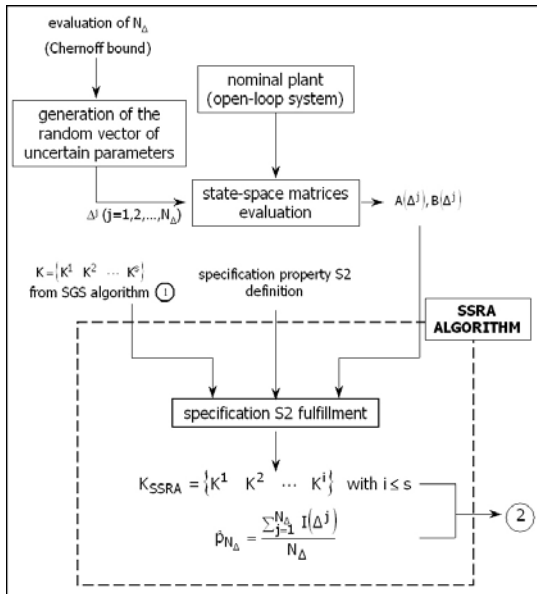 evaluation of N_Δ
(Chernoff bound)
nominal plant
(open-loop system)
generation of the
random vector of
uncertain parameters
Δ^j (j=1,2,...,N_Δ)
state-space matrices
evaluation
A(Δ^j), B(Δ^j)
K={K^1 K^2 ... K^s}
from SGS algorithm 1
specification property S2
definition
SSRA
ALGORITHM
specification S2 fulfillment
K_SSRA = {K^1 K^2 ... K^i} with i ≤ s
p̂_{N_Δ} = ∑_{j=1}^{N_Δ} I(Δ^j) / N_Δ
2